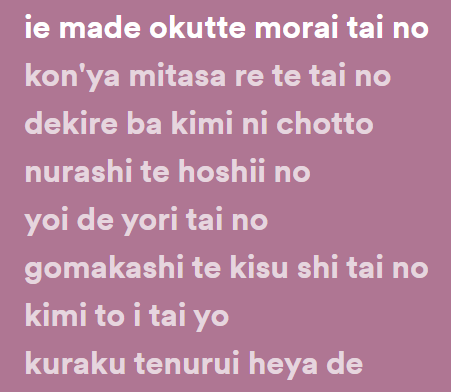 ie made okutte morai tai no
kon'ya mitasa re te tai no
dekire ba kimi ni chotto
nurashi te hoshii no
yoi de yori tai no
gomakashi te kisu shi tai no
kimi to i tai yo
kuraku tenurui heya de